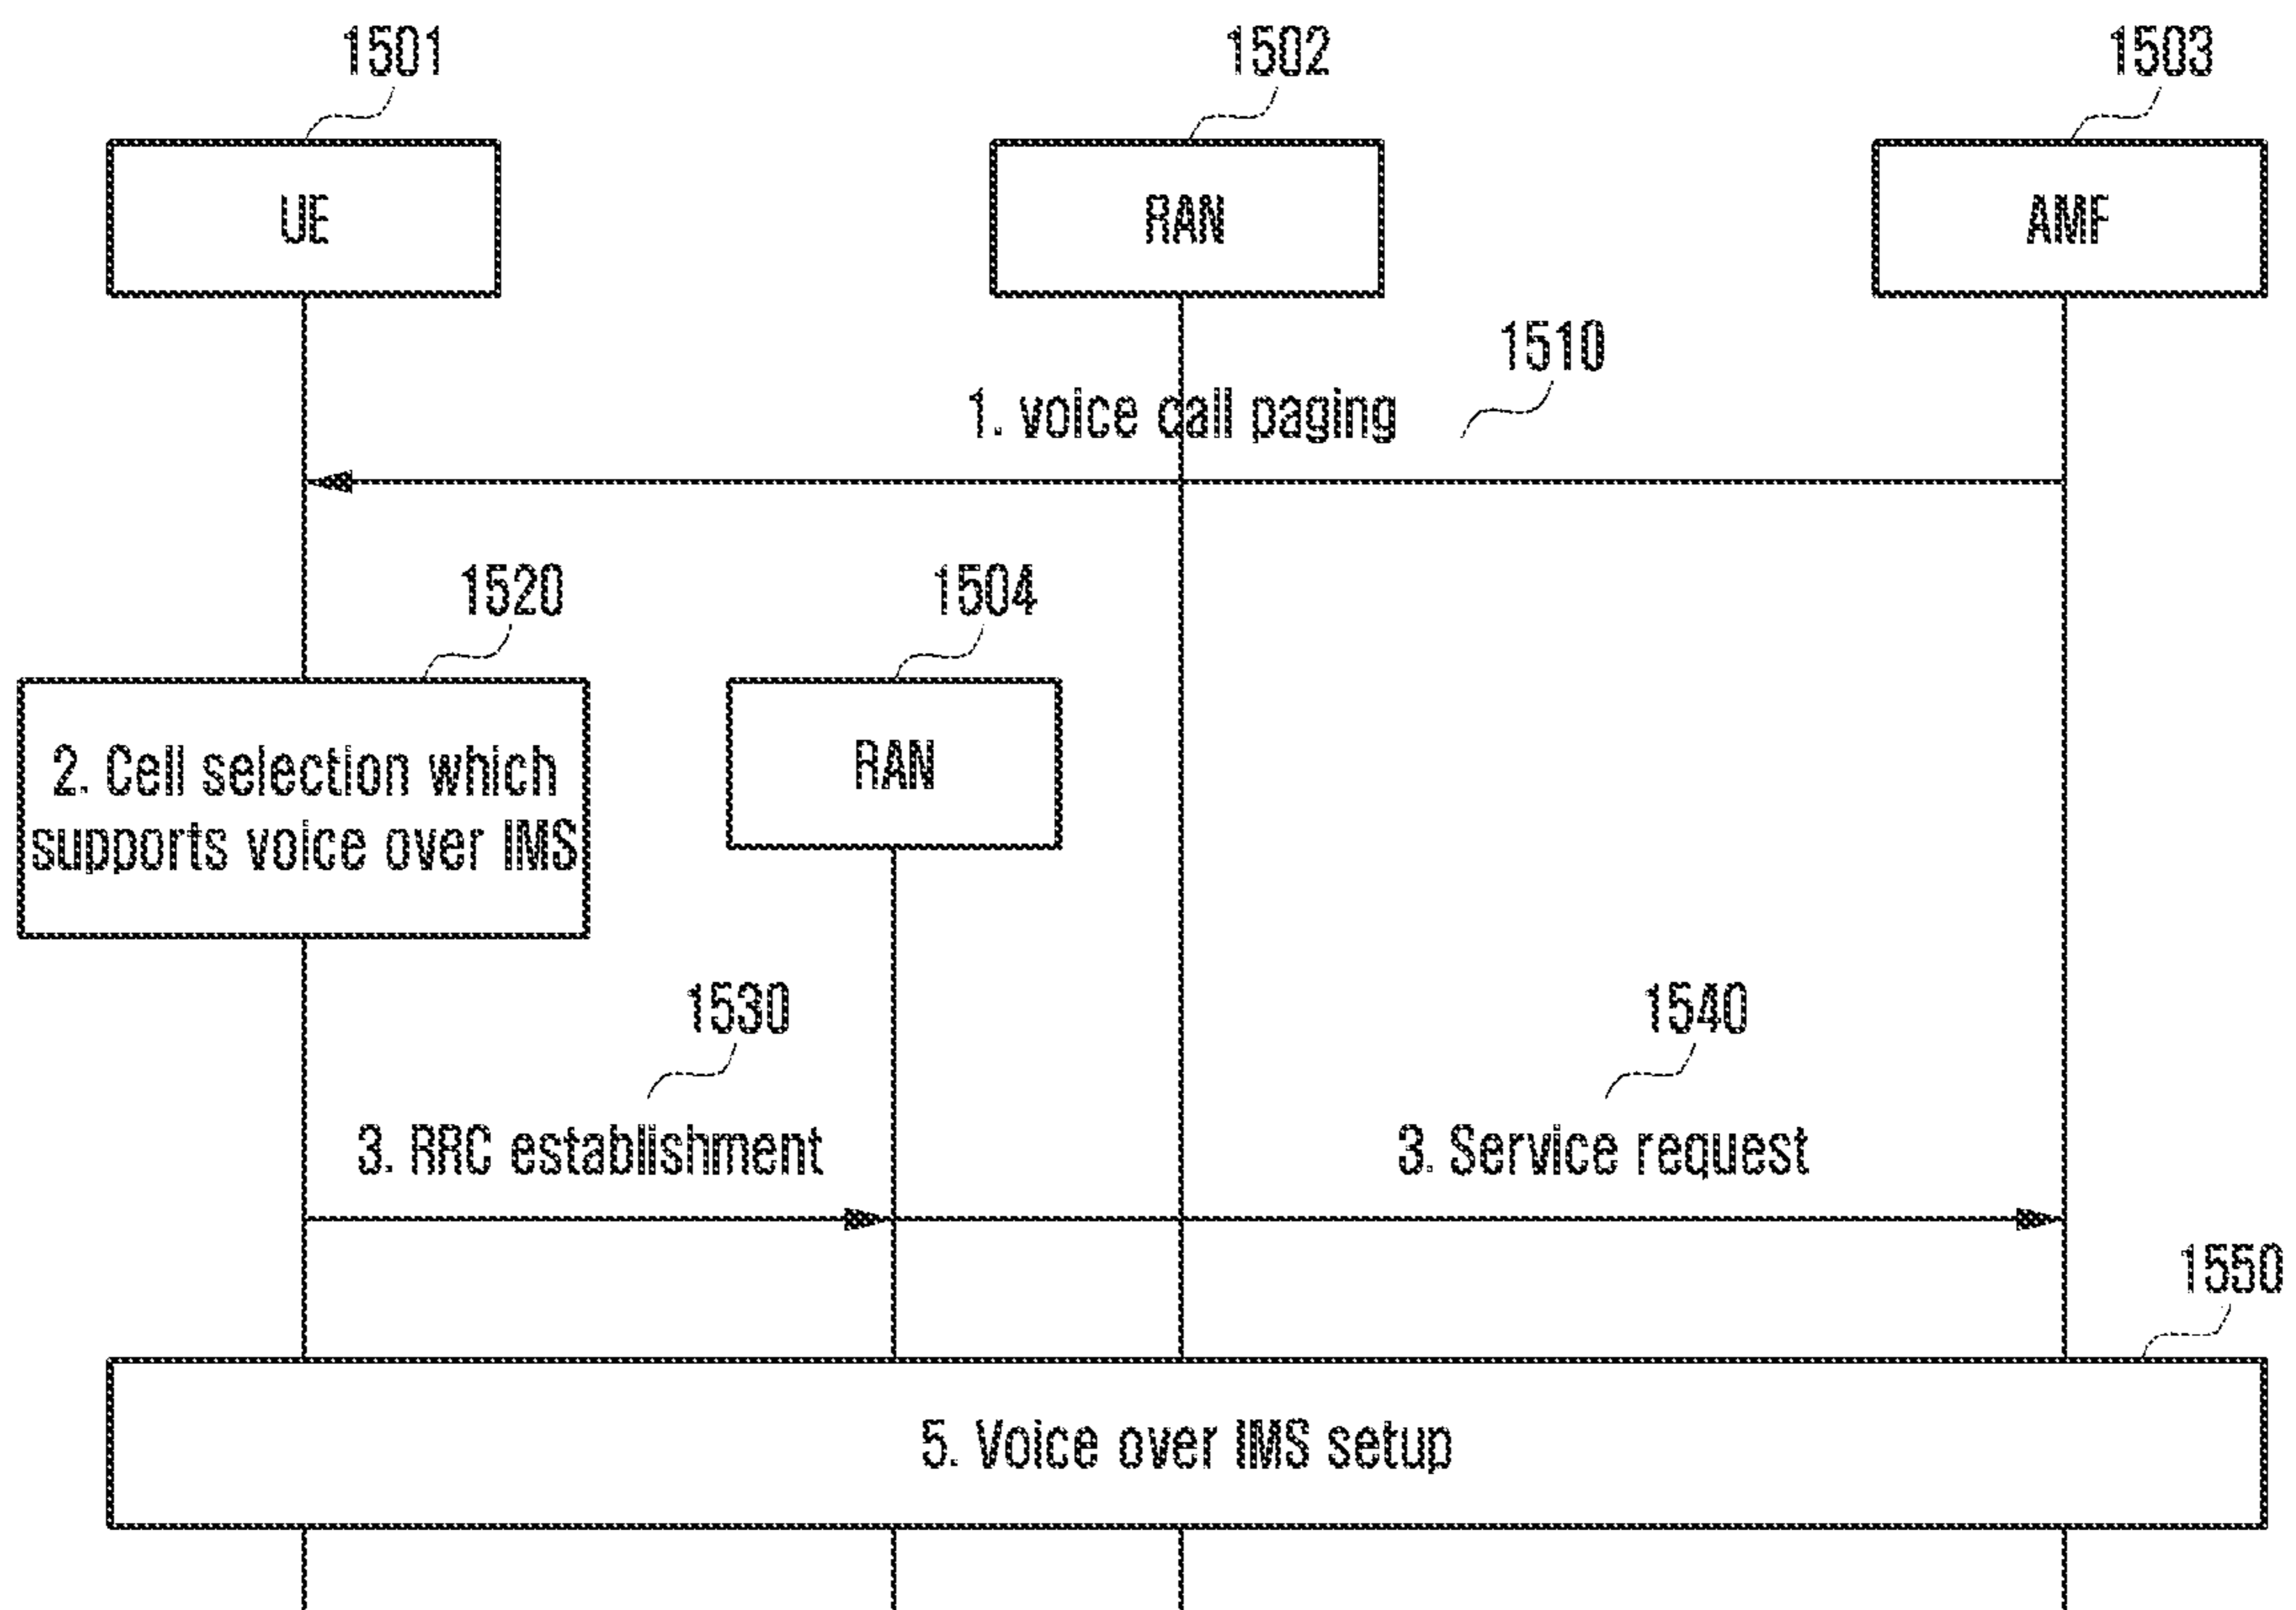 1501
1502
1503
UE
RAN
AMF
1510
1. voice call paging
1520
1504
RAN
2. Cell selection which
supports voice over IMS
1530
1540
3. RRC establishment
3. Service request
1550
5. Voice over IMS setup